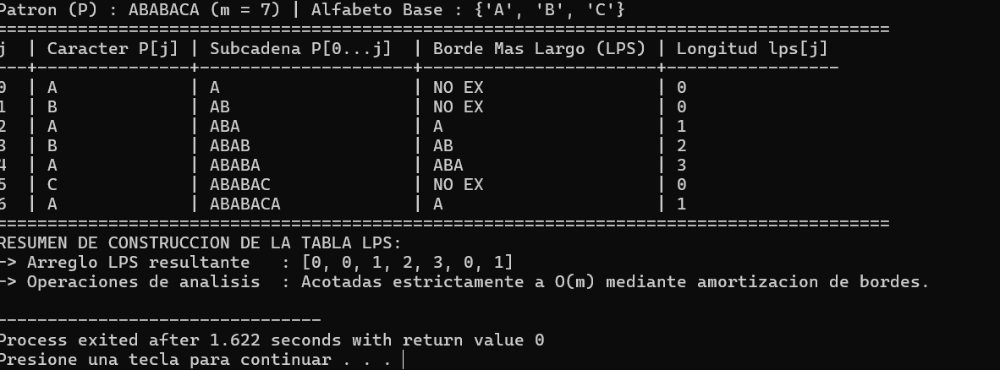 Patron (P) : ABABACA (m = 7) | Alfabeto Base : {'A', 'B', 'C'}
========================================================================================
j  | Caracter P[j] | Subcadena P[0...j]  | Borde Mas Largo (LPS) | Longitud lps[j]
---+---------------+---------------------+-----------------------+-----------------
0  | A             | A                   | NO EX                 | 0
1  | B             | AB                  | NO EX                 | 0
2  | A             | ABA                 | A                     | 1
3  | B             | ABAB                | AB                    | 2
4  | A             | ABABA               | ABA                   | 3
5  | C             | ABABAC              | NO EX                 | 0
6  | A             | ABABACA             | A                     | 1
========================================================================================
RESUMEN DE CONSTRUCCION DE LA TABLA LPS:
-> Arreglo LPS resultante   : [0, 0, 1, 2, 3, 0, 1]
-> Operaciones de analisis  : Acotadas estrictamente a O(m) mediante amortizacion de bordes.
--------------------------------
Process exited after 1.622 seconds with return value 0
Presione una tecla para continuar . . .